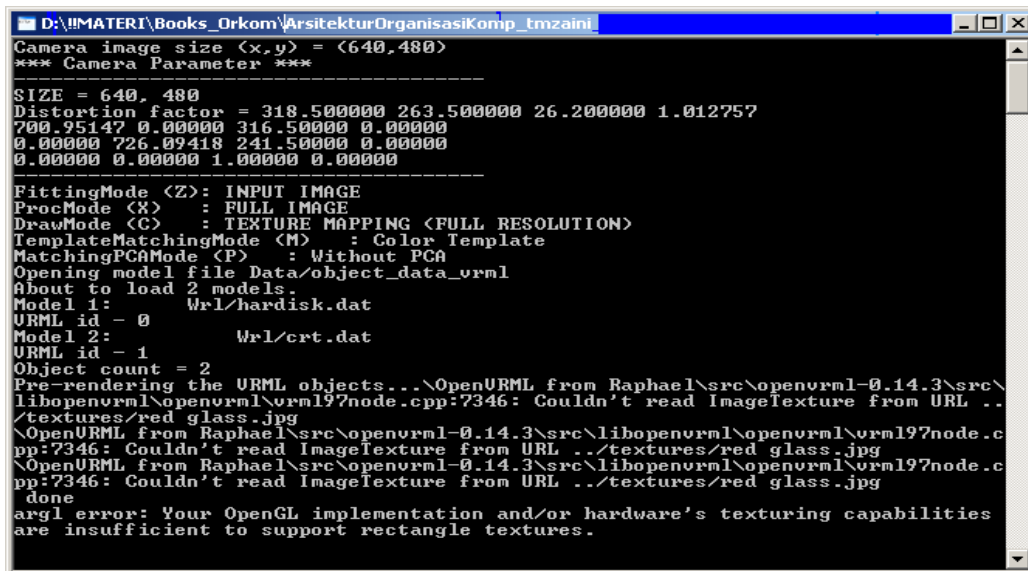 D:\!!MATERI\Books_Orkom\ArsitekturOrganisasiKomp_tmzaini_
Camera image size (x,y) = (640,480)
*** Camera Parameter ***
----------------------------------------
SIZE = 640, 480
Distortion factor = 318.500000 263.500000 26.200000 1.012757
700.95147 0.00000 316.50000 0.00000
0.00000 726.09418 241.50000 0.00000
0.00000 0.00000 1.00000 0.00000
----------------------------------------
FittingMode (Z): INPUT IMAGE
ProcMode (X)   : FULL IMAGE
DrawMode (C)   : TEXTURE MAPPING (FULL RESOLUTION)
TemplateMatchingMode (M)   : Color Template
MatchingPCAMode (P)   : Without PCA
Opening model file Data/object_data_vrml
About to load 2 models.
Model 1:      Wrl/hardisk.dat
VRML id - 0
Model 2:           Wrl/crt.dat
VRML id - 1
Object count = 2
Pre-rendering the VRML objects...\OpenVRML from Raphael\src\openvrml-0.14.3\src\
libopenvrml\openvrml\vrml97node.cpp:7346: Couldn't read ImageTexture from URL ..
/textures/red glass.jpg
\OpenVRML from Raphael\src\openvrml-0.14.3\src\libopenvrml\openvrml\vrml97node.c
pp:7346: Couldn't read ImageTexture from URL ../textures/red glass.jpg
\OpenVRML from Raphael\src\openvrml-0.14.3\src\libopenvrml\openvrml\vrml97node.c
pp:7346: Couldn't read ImageTexture from URL ../textures/red glass.jpg
 done
argl error: Your OpenGL implementation and/or hardware's texturing capabilities
are insufficient to support rectangle textures.